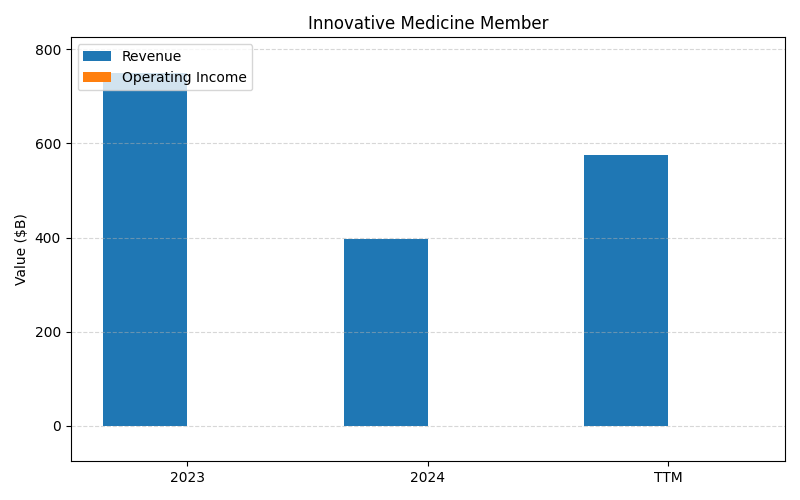 Innovative Medicine Member
Revenue
Operating Income
Value ($B)
800
600
400
200
0
2023
2024
TTM